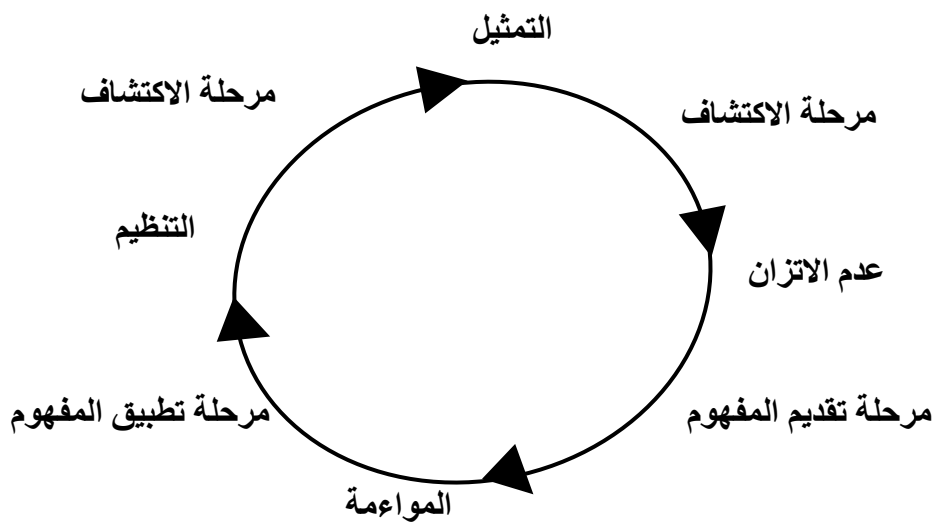 التمثيل
مرحلة الاكتشاف
مرحلة الاكتشاف
التنظيم
عدم الاتزان
مرحلة تقديم المفهوم
مرحلة تطبيق المفهوم
المواءمة